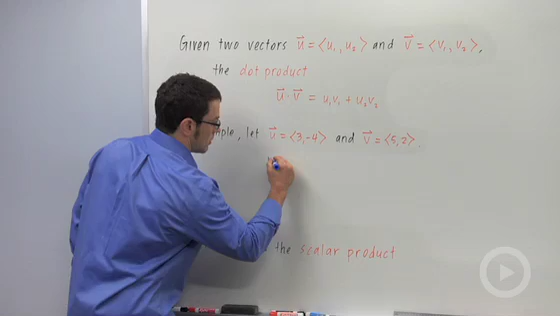 Given two vectors u⃗ = ⟨u₁, u₂⟩ and v⃗ = ⟨v₁, v₂⟩,
the dot product
u⃗ · v⃗ = u₁v₁ + u₂v₂
let u⃗ = ⟨3, -4⟩ and v⃗ = ⟨5, 2⟩.
the scalar product